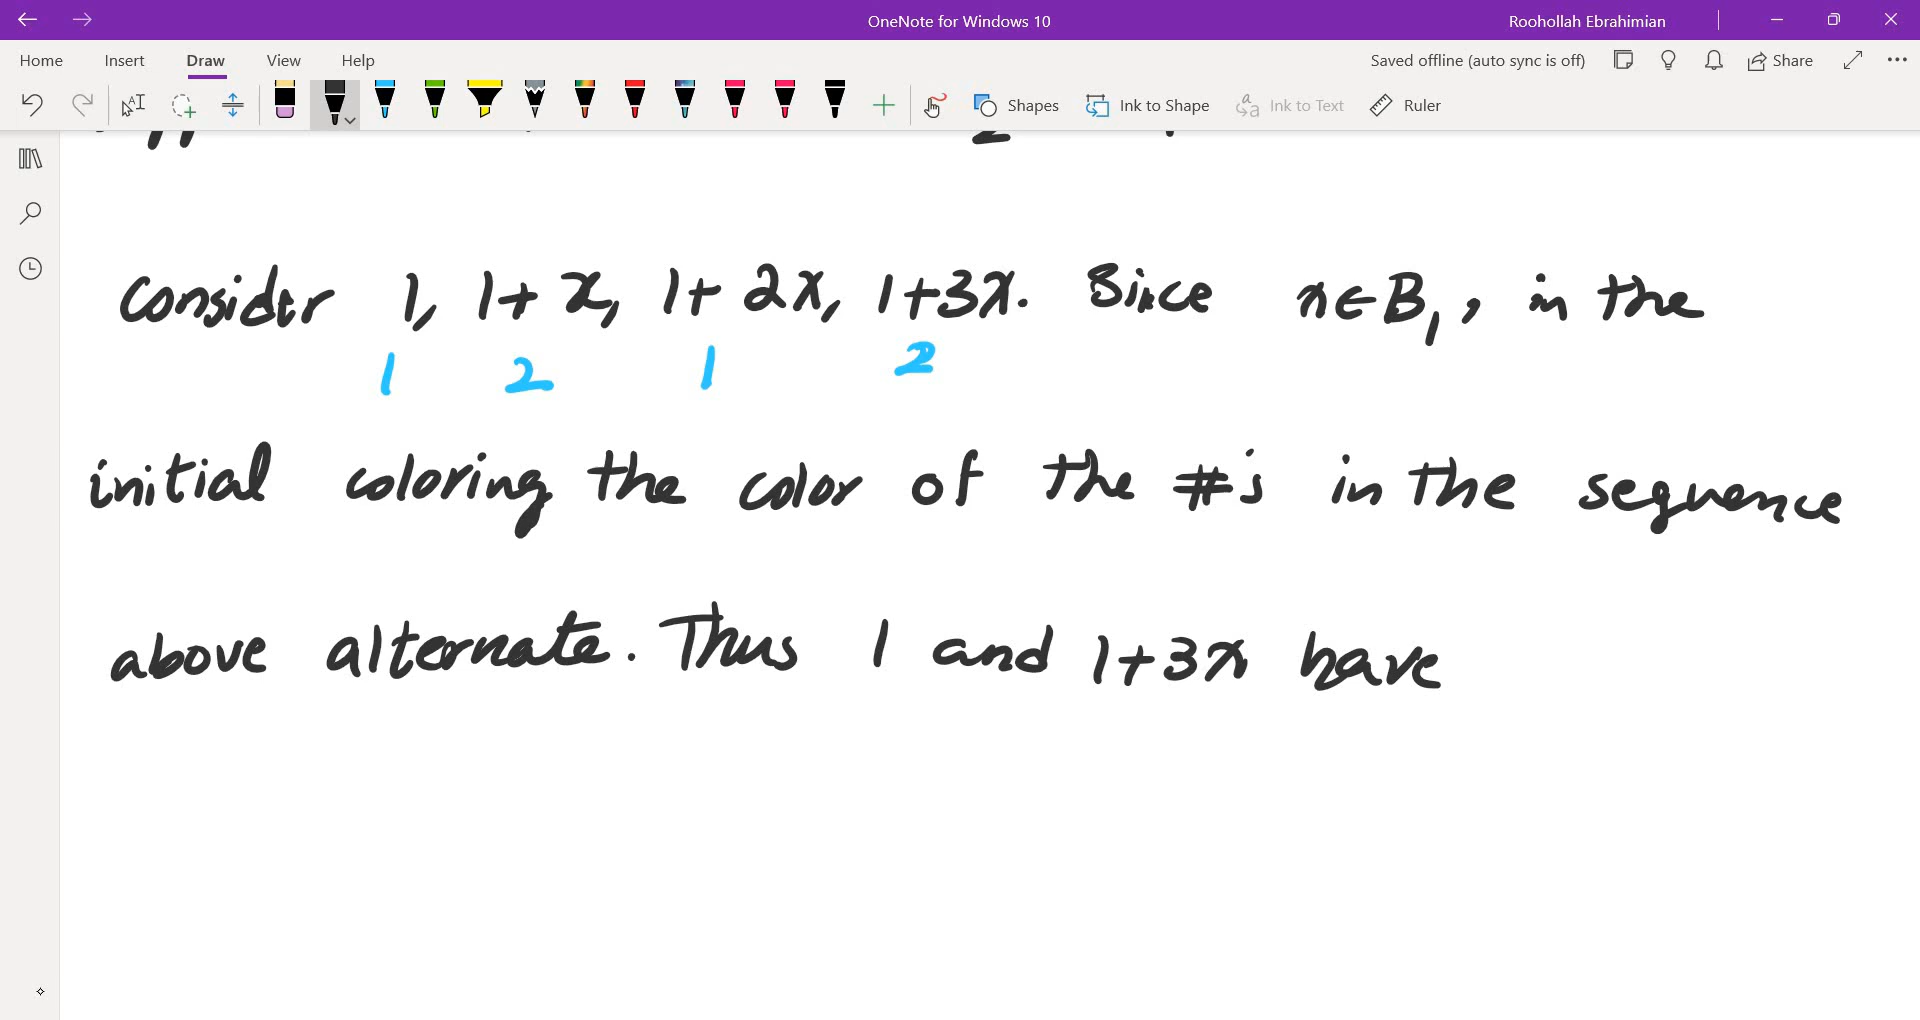 OneNote for Windows 10
Roohollah Ebrahimian
Home Insert Draw View Help
Saved offline (auto sync is off) Share
Shapes Ink to Shape Ink to Text Ruler
Consider 1, 1+x, 1+2x, 1+3x. Since x∈B₁, in the
1 2 1 2
initial coloring the color of the #s in the sequence
above alternate. Thus 1 and 1+3x have